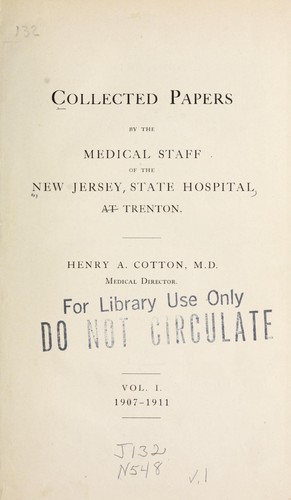 132
COLLECTED PAPERS
BY THE
MEDICAL STAFF
OF THE
NEW JERSEY, STATE HOSPITAL,
AT TRENTON.
HENRY A. COTTON, M.D.
MEDICAL DIRECTOR.
For Library Use Only
DO NOT CIRCULATE
VOL. I.
1907-1911
J132
N548 v.1